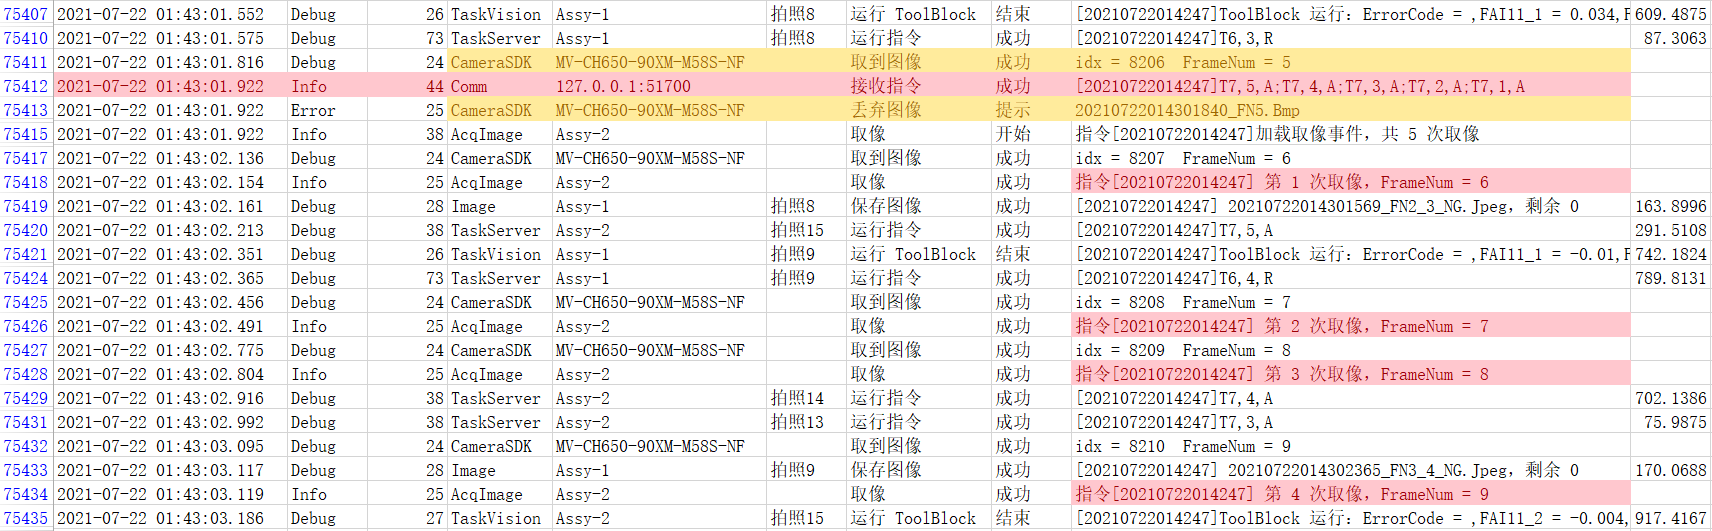 75407 2021-07-22 01:43:01.552 Debug 26 TaskVision Assy-1 拍照8 运行 ToolBlock 结束 [20210722014247]ToolBlock 运行: ErrorCode = ,FAI11_1 = 0.034,F 609.4875
75410 2021-07-22 01:43:01.575 Debug 73 TaskServer Assy-1 拍照8 运行指令 成功 [20210722014247]T6,3,R 87.3063
75411 2021-07-22 01:43:01.816 Debug 24 CameraSDK MV-CH650-90XM-M58S-NF 取到图像 成功 idx = 8206 FrameNum = 5
75412 2021-07-22 01:43:01.922 Info 44 Comm 127.0.0.1:51700 接收指令 成功 [20210722014247]T7,5,A;T7,4,A;T7,3,A;T7,2,A;T7,1,A
75413 2021-07-22 01:43:01.922 Error 25 CameraSDK MV-CH650-90XM-M58S-NF 丢弃图像 提示 20210722014301840_FN5.Bmp
75415 2021-07-22 01:43:01.922 Info 38 AcqImage Assy-2 取像 开始 指令[20210722014247]加载取像事件，共 5 次取像
75417 2021-07-22 01:43:02.136 Debug 24 CameraSDK MV-CH650-90XM-M58S-NF 取到图像 成功 idx = 8207 FrameNum = 6
75418 2021-07-22 01:43:02.154 Info 25 AcqImage Assy-2 取像 成功 指令[20210722014247] 第 1 次取像，FrameNum = 6
75419 2021-07-22 01:43:02.161 Debug 28 Image Assy-1 拍照8 保存图像 成功 [20210722014247] 20210722014301569_FN2_3_NG.Jpeg，剩余 0 163.8996
75420 2021-07-22 01:43:02.213 Debug 38 TaskServer Assy-2 拍照15 运行指令 成功 [20210722014247]T7,5,A 291.5108
75421 2021-07-22 01:43:02.351 Debug 26 TaskVision Assy-1 拍照9 运行 ToolBlock 结束 [20210722014247]ToolBlock 运行: ErrorCode = ,FAI11_1 = -0.01,F 742.1824
75424 2021-07-22 01:43:02.365 Debug 73 TaskServer Assy-1 拍照9 运行指令 成功 [20210722014247]T6,4,R 789.8131
75425 2021-07-22 01:43:02.456 Debug 24 CameraSDK MV-CH650-90XM-M58S-NF 取到图像 成功 idx = 8208 FrameNum = 7
75426 2021-07-22 01:43:02.491 Info 25 AcqImage Assy-2 取像 成功 指令[20210722014247] 第 2 次取像，FrameNum = 7
75427 2021-07-22 01:43:02.775 Debug 24 CameraSDK MV-CH650-90XM-M58S-NF 取到图像 成功 idx = 8209 FrameNum = 8
75428 2021-07-22 01:43:02.804 Info 25 AcqImage Assy-2 取像 成功 指令[20210722014247] 第 3 次取像，FrameNum = 8
75429 2021-07-22 01:43:02.916 Debug 38 TaskServer Assy-2 拍照14 运行指令 成功 [20210722014247]T7,4,A 702.1386
75431 2021-07-22 01:43:02.992 Debug 38 TaskServer Assy-2 拍照13 运行指令 成功 [20210722014247]T7,3,A 75.9875
75432 2021-07-22 01:43:03.095 Debug 24 CameraSDK MV-CH650-90XM-M58S-NF 取到图像 成功 idx = 8210 FrameNum = 9
75433 2021-07-22 01:43:03.117 Debug 28 Image Assy-1 拍照9 保存图像 成功 [20210722014247] 20210722014302365_FN3_4_NG.Jpeg，剩余 0 170.0688
75434 2021-07-22 01:43:03.119 Info 25 AcqImage Assy-2 取像 成功 指令[20210722014247] 第 4 次取像，FrameNum = 9
75435 2021-07-22 01:43:03.186 Debug 27 TaskVision Assy-2 拍照15 运行 ToolBlock 结束 [20210722014247]ToolBlock 运行: ErrorCode = ,FAI11_2 = -0.004, 917.4167